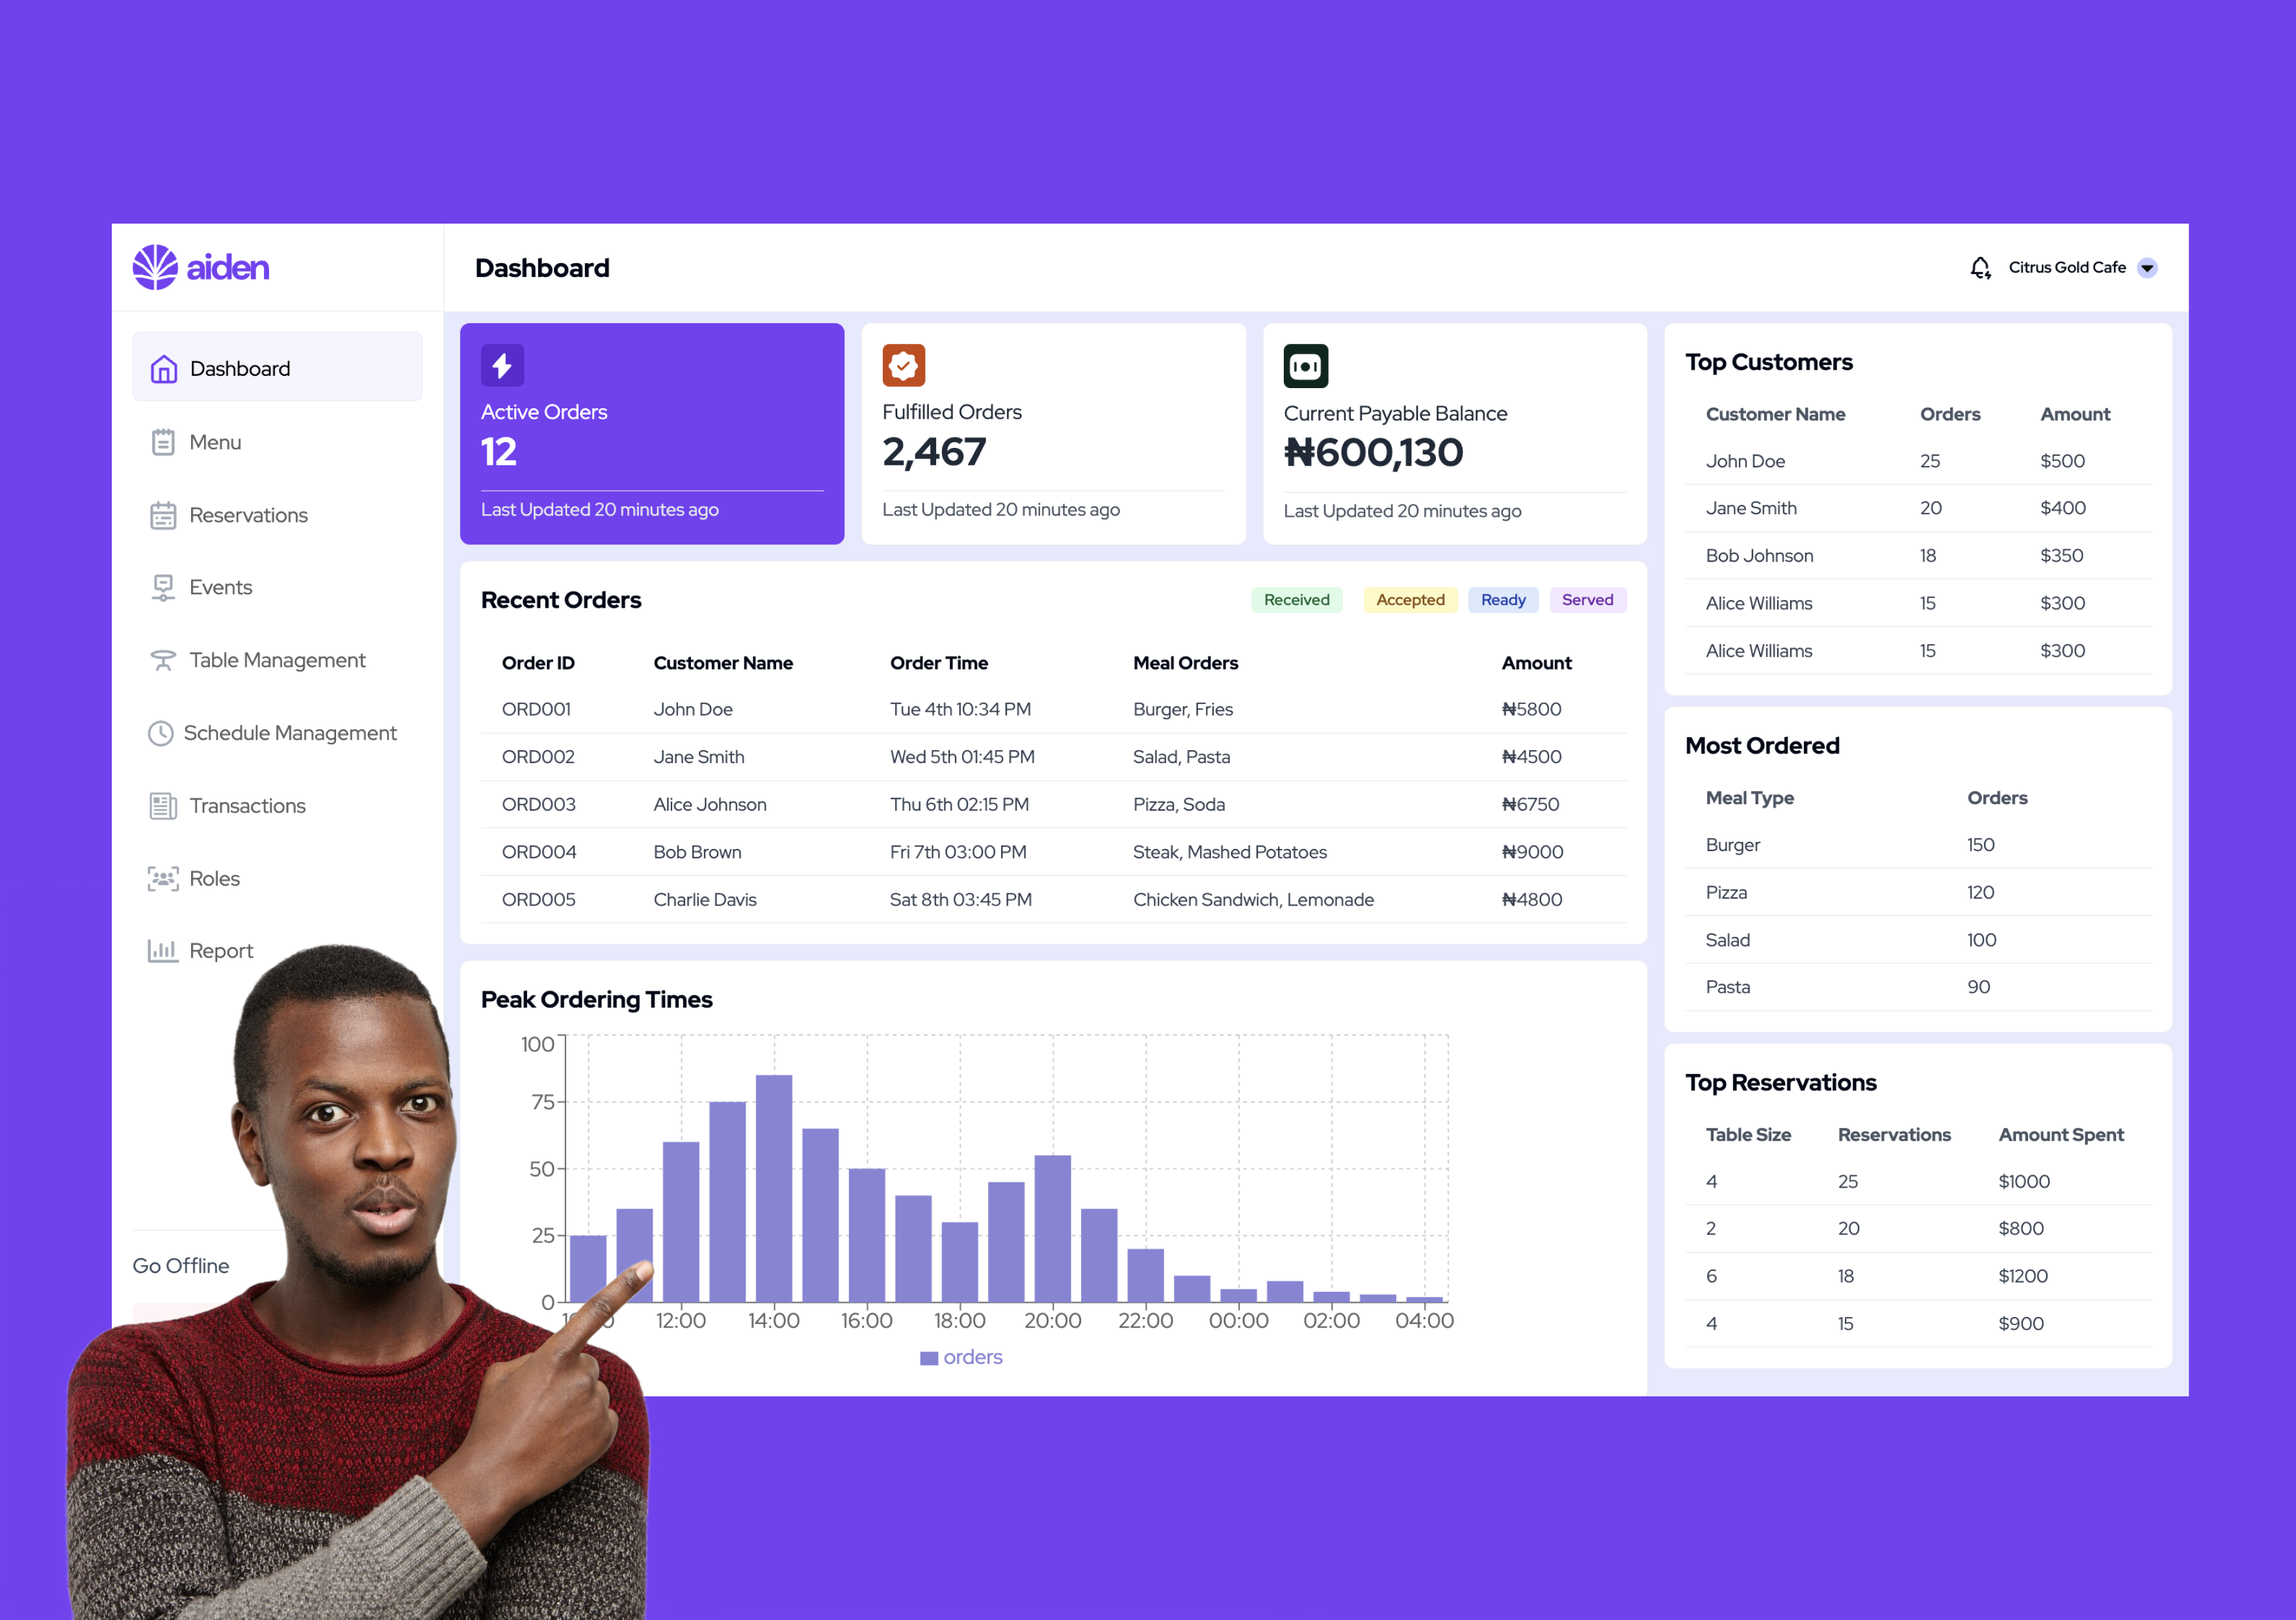 aiden
Dashboard
Citrus Gold Cafe
Dashboard
Menu
Reservations
Events
Table Management
Schedule Management
Transactions
Roles
Report
Go Offline
Active Orders
12
Last Updated 20 minutes ago
Fulfilled Orders
2,467
Last Updated 20 minutes ago
Current Payable Balance
₦600,130
Last Updated 20 minutes ago
Recent Orders
Received Accepted Ready Served
Order ID Customer Name Order Time Meal Orders Amount
ORD001 John Doe Tue 4th 10:34 PM Burger, Fries ₦5800
ORD002 Jane Smith Wed 5th 01:45 PM Salad, Pasta ₦4500
ORD003 Alice Johnson Thu 6th 02:15 PM Pizza, Soda ₦6750
ORD004 Bob Brown Fri 7th 03:00 PM Steak, Mashed Potatoes ₦9000
ORD005 Charlie Davis Sat 8th 03:45 PM Chicken Sandwich, Lemonade ₦4800
Peak Ordering Times
100
75
50
25
0
12:00 14:00 16:00 18:00 20:00 22:00 00:00 02:00 04:00
orders
Top Customers
Customer Name Orders Amount
John Doe 25 $500
Jane Smith 20 $400
Bob Johnson 18 $350
Alice Williams 15 $300
Alice Williams 15 $300
Most Ordered
Meal Type Orders
Burger 150
Pizza 120
Salad 100
Pasta 90
Top Reservations
Table Size Reservations Amount Spent
4 25 $1000
2 20 $800
6 18 $1200
4 15 $900